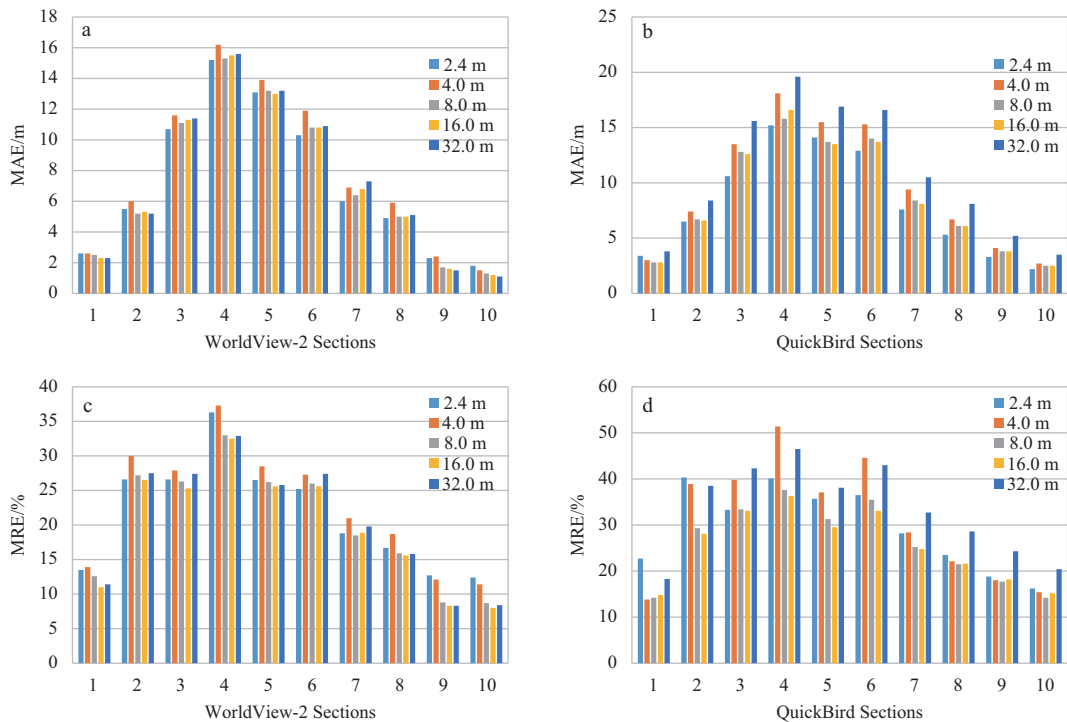 a
MAE/m
18
16
14
12
10
8
6
4
2
0
2.4 m
4.0 m
8.0 m
16.0 m
32.0 m
1 2 3 4 5 6 7 8 9 10
WorldView-2 Sections
b
MAE/m
25
20
15
10
5
0
2.4 m
4.0 m
8.0 m
16.0 m
32.0 m
1 2 3 4 5 6 7 8 9 10
QuickBird Sections
c
MRE/%
40
35
30
25
20
15
10
5
0
2.4 m
4.0 m
8.0 m
16.0 m
32.0 m
1 2 3 4 5 6 7 8 9 10
WorldView-2 Sections
d
MRE/%
60
50
40
30
20
10
0
2.4 m
4.0 m
8.0 m
16.0 m
32.0 m
1 2 3 4 5 6 7 8 9 10
QuickBird Sections